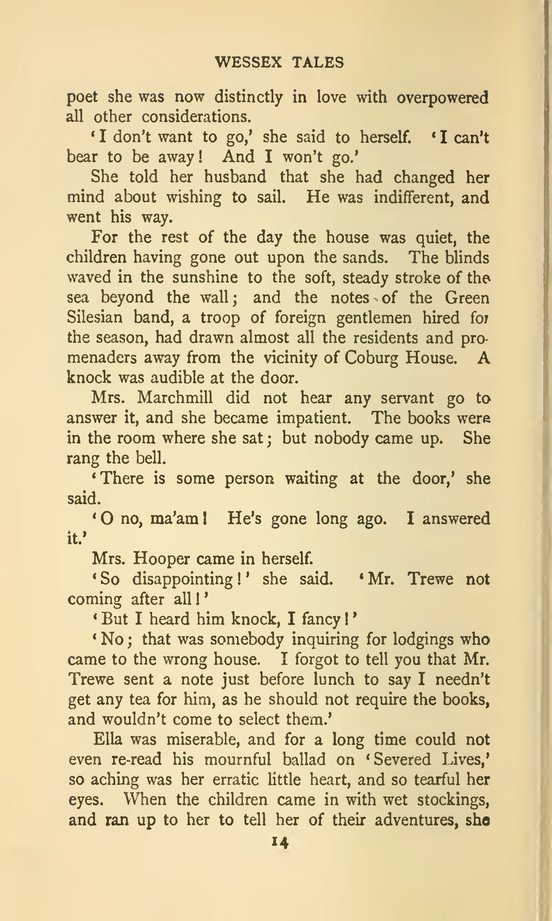 WESSEX TALES
poet she was now distinctly in love with overpowered
all other considerations.
‘I don't want to go,’ she said to herself. ‘I can't
bear to be away! And I won't go.’
She told her husband that she had changed her
mind about wishing to sail. He was indifferent, and
went his way.
For the rest of the day the house was quiet, the
children having gone out upon the sands. The blinds
waved in the sunshine to the soft, steady stroke of the
sea beyond the wall; and the notes of the Green
Silesian band, a troop of foreign gentlemen hired for
the season, had drawn almost all the residents and pro-
menaders away from the vicinity of Coburg House. A
knock was audible at the door.
Mrs. Marchmill did not hear any servant go to
answer it, and she became impatient. The books were
in the room where she sat; but nobody came up. She
rang the bell.
‘There is some person waiting at the door,’ she
said.
‘O no, ma'am! He's gone long ago. I answered
it.’
Mrs. Hooper came in herself.
‘So disappointing!’ she said. ‘Mr. Trewe not
coming after all!’
‘But I heard him knock, I fancy!’
‘No; that was somebody inquiring for lodgings who
came to the wrong house. I forgot to tell you that Mr.
Trewe sent a note just before lunch to say I needn't
get any tea for him, as he should not require the books,
and wouldn't come to select them.’
Ella was miserable, and for a long time could not
even re-read his mournful ballad on ‘Severed Lives,’
so aching was her erratic little heart, and so tearful her
eyes. When the children came in with wet stockings,
and ran up to her to tell her of their adventures, she
14